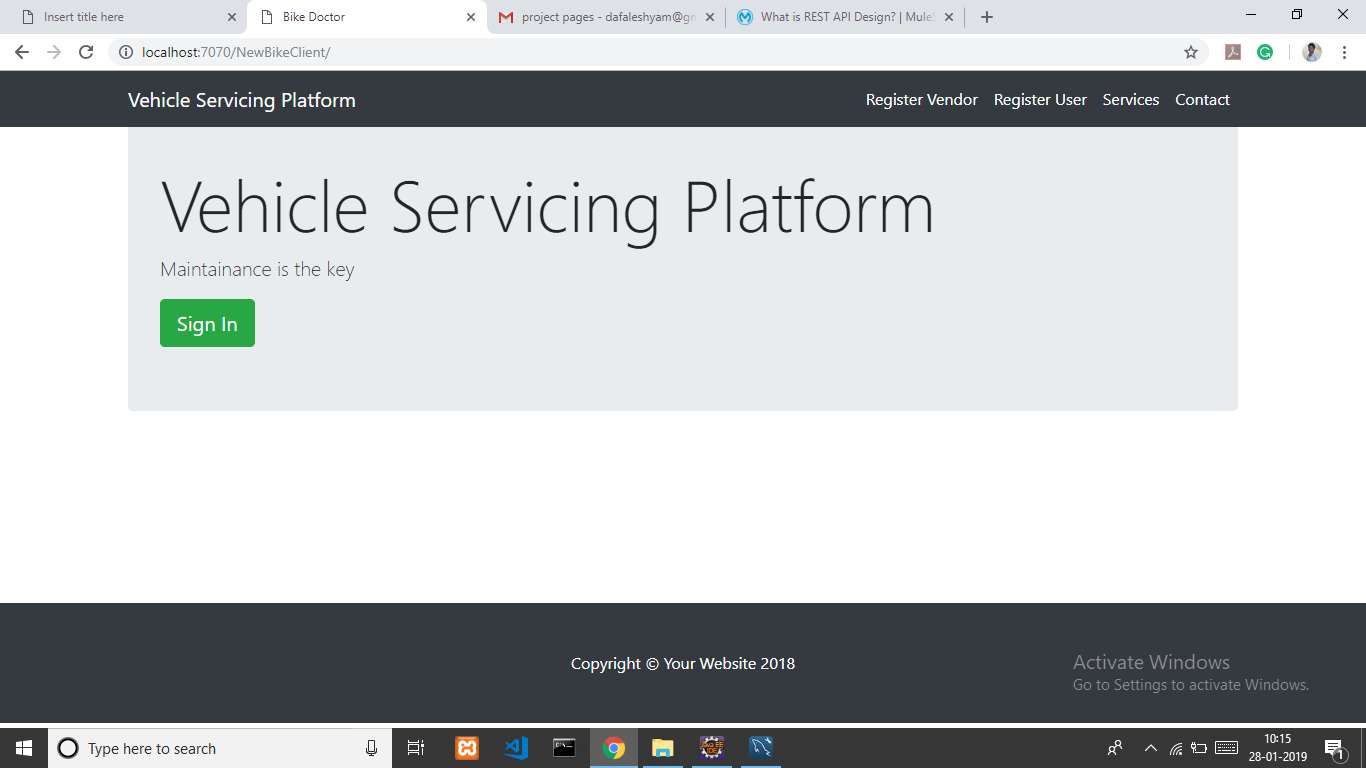 Insert title here
Bike Doctor
project pages - dafaleshyam@gm
What is REST API Design? | Mule
localhost:7070/NewBikeClient/
Vehicle Servicing Platform
Register Vendor
Register User
Services
Contact
Vehicle Servicing Platform
Maintainance is the key
Sign In
Copyright © Your Website 2018
Activate Windows
Go to Settings to activate Windows.
Type here to search
10:15
28-01-2019
1